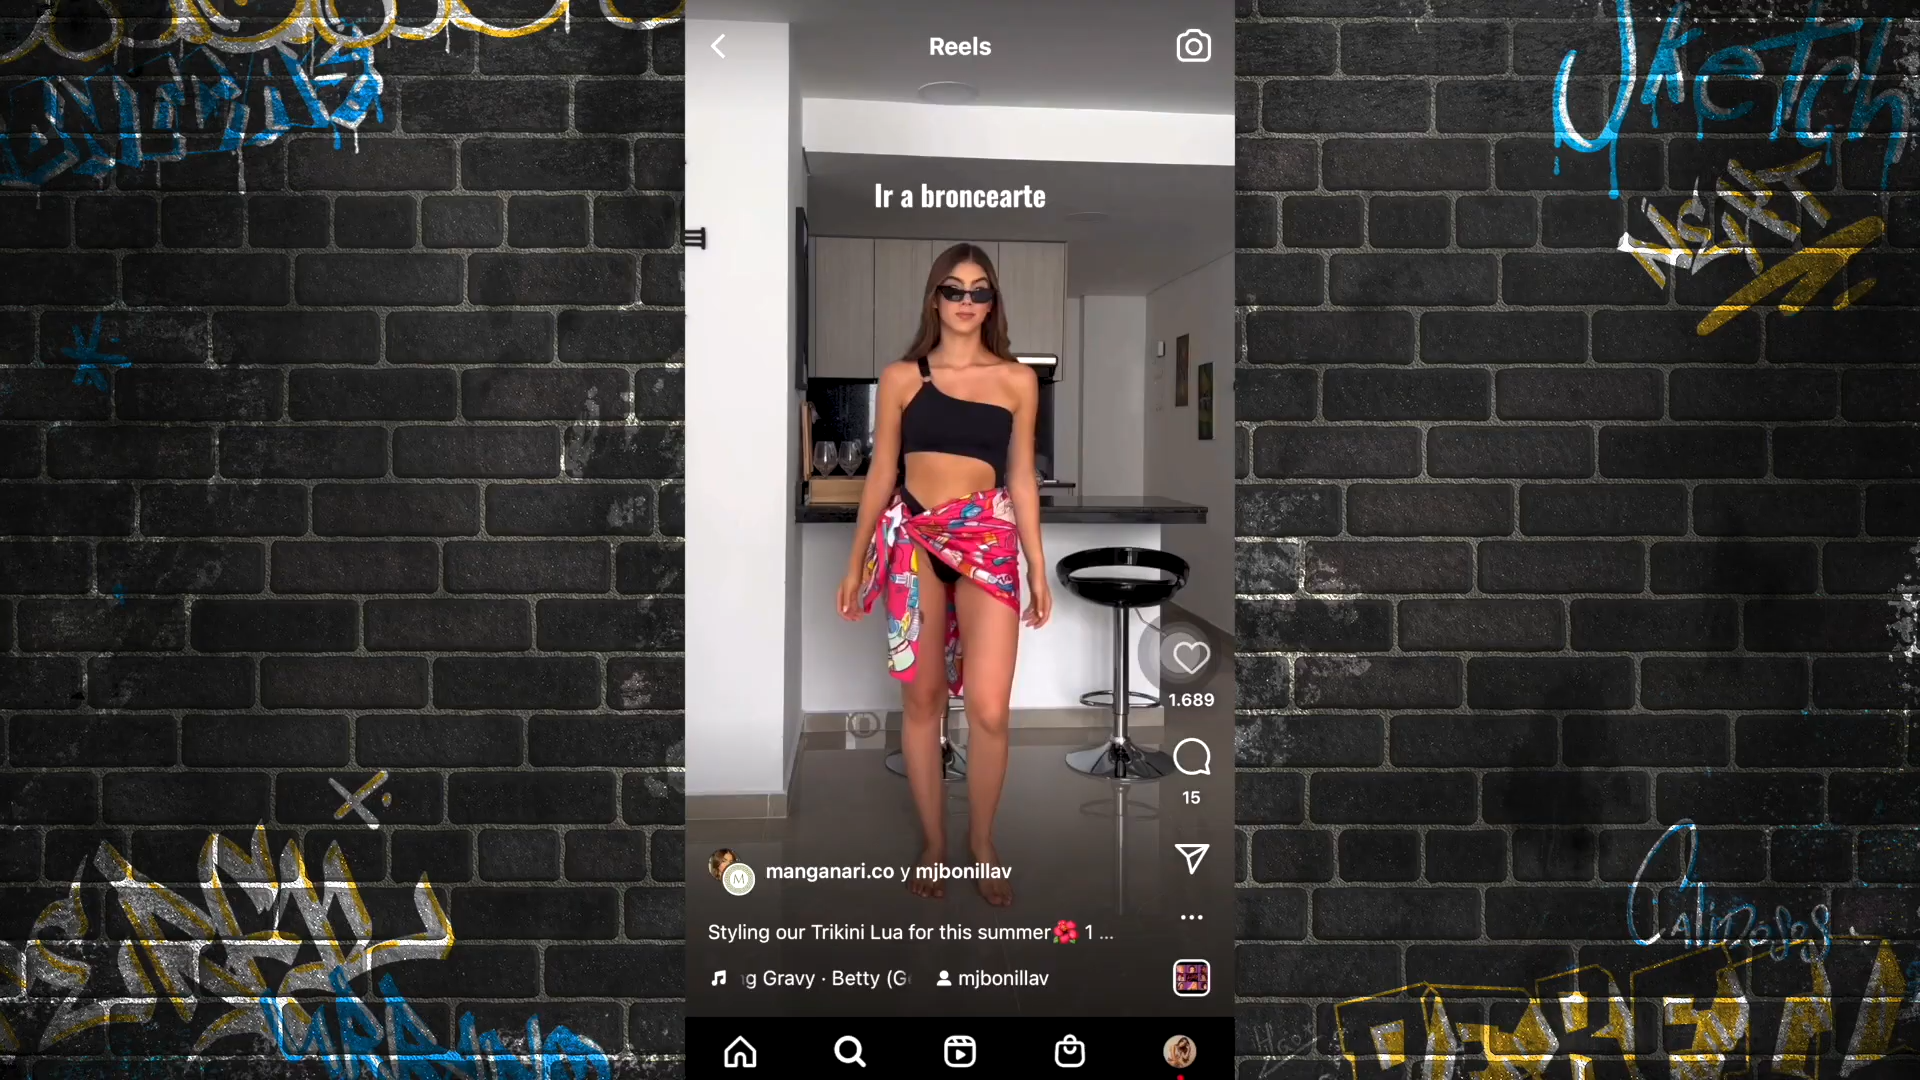 Reels
Sketch
Ir a broncearte
1.689
15
manganari.co y mjbonillav
M
Styling our Trikini Lua for this summer🌺 1 ...
g Gravy · Betty (G
mjbonillav